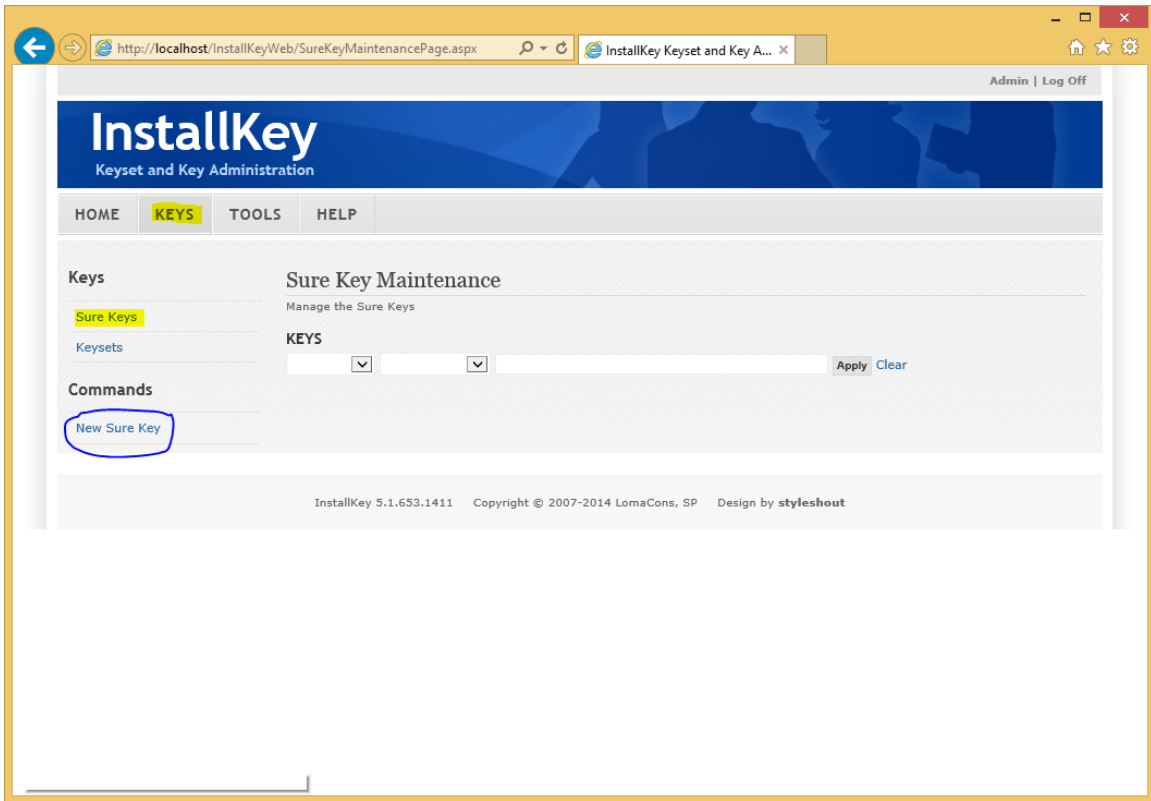 http://localhost/InstallKeyWeb/SureKeyMaintenancePage.aspx
InstallKey Keyset and Key A...
Admin | Log Off
InstallKey
Keyset and Key Administration
HOME KEYS TOOLS HELP
Keys
Sure Keys
Keysets
Commands
New Sure Key
Sure Key Maintenance
Manage the Sure Keys
KEYS
Apply Clear
InstallKey 5.1.653.1411 Copyright © 2007-2014 LomaCons, SP Design by styleshout